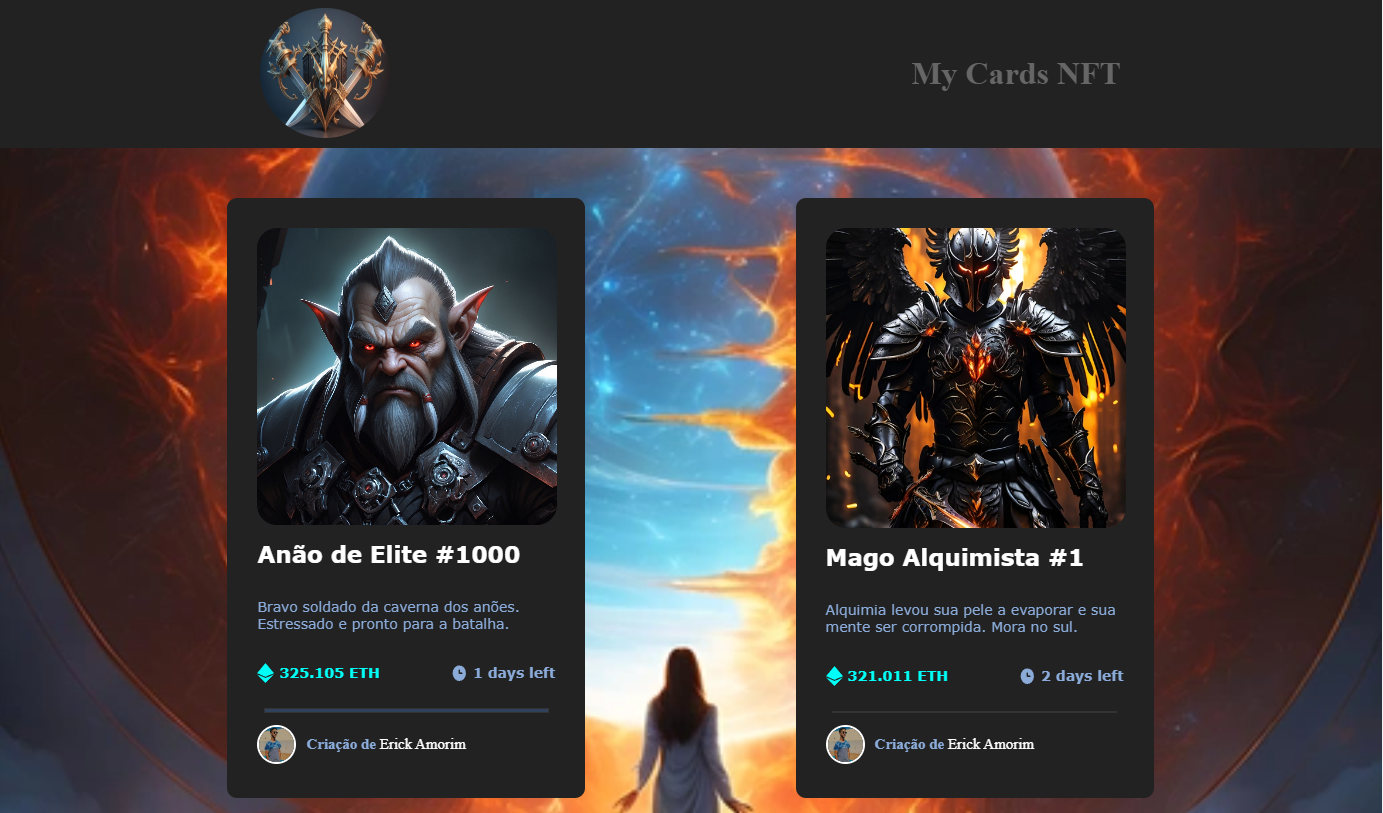 My Cards NFT
Anão de Elite #1000
Bravo soldado da caverna dos anões.
Estressado e pronto para a batalha.
325.105 ETH
1 days left
Criação de Erick Amorim
Mago Alquimista #1
Alquimia levou sua pele a evaporar e sua
mente ser corrompida. Mora no sul.
321.011 ETH
2 days left
Criação de Erick Amorim